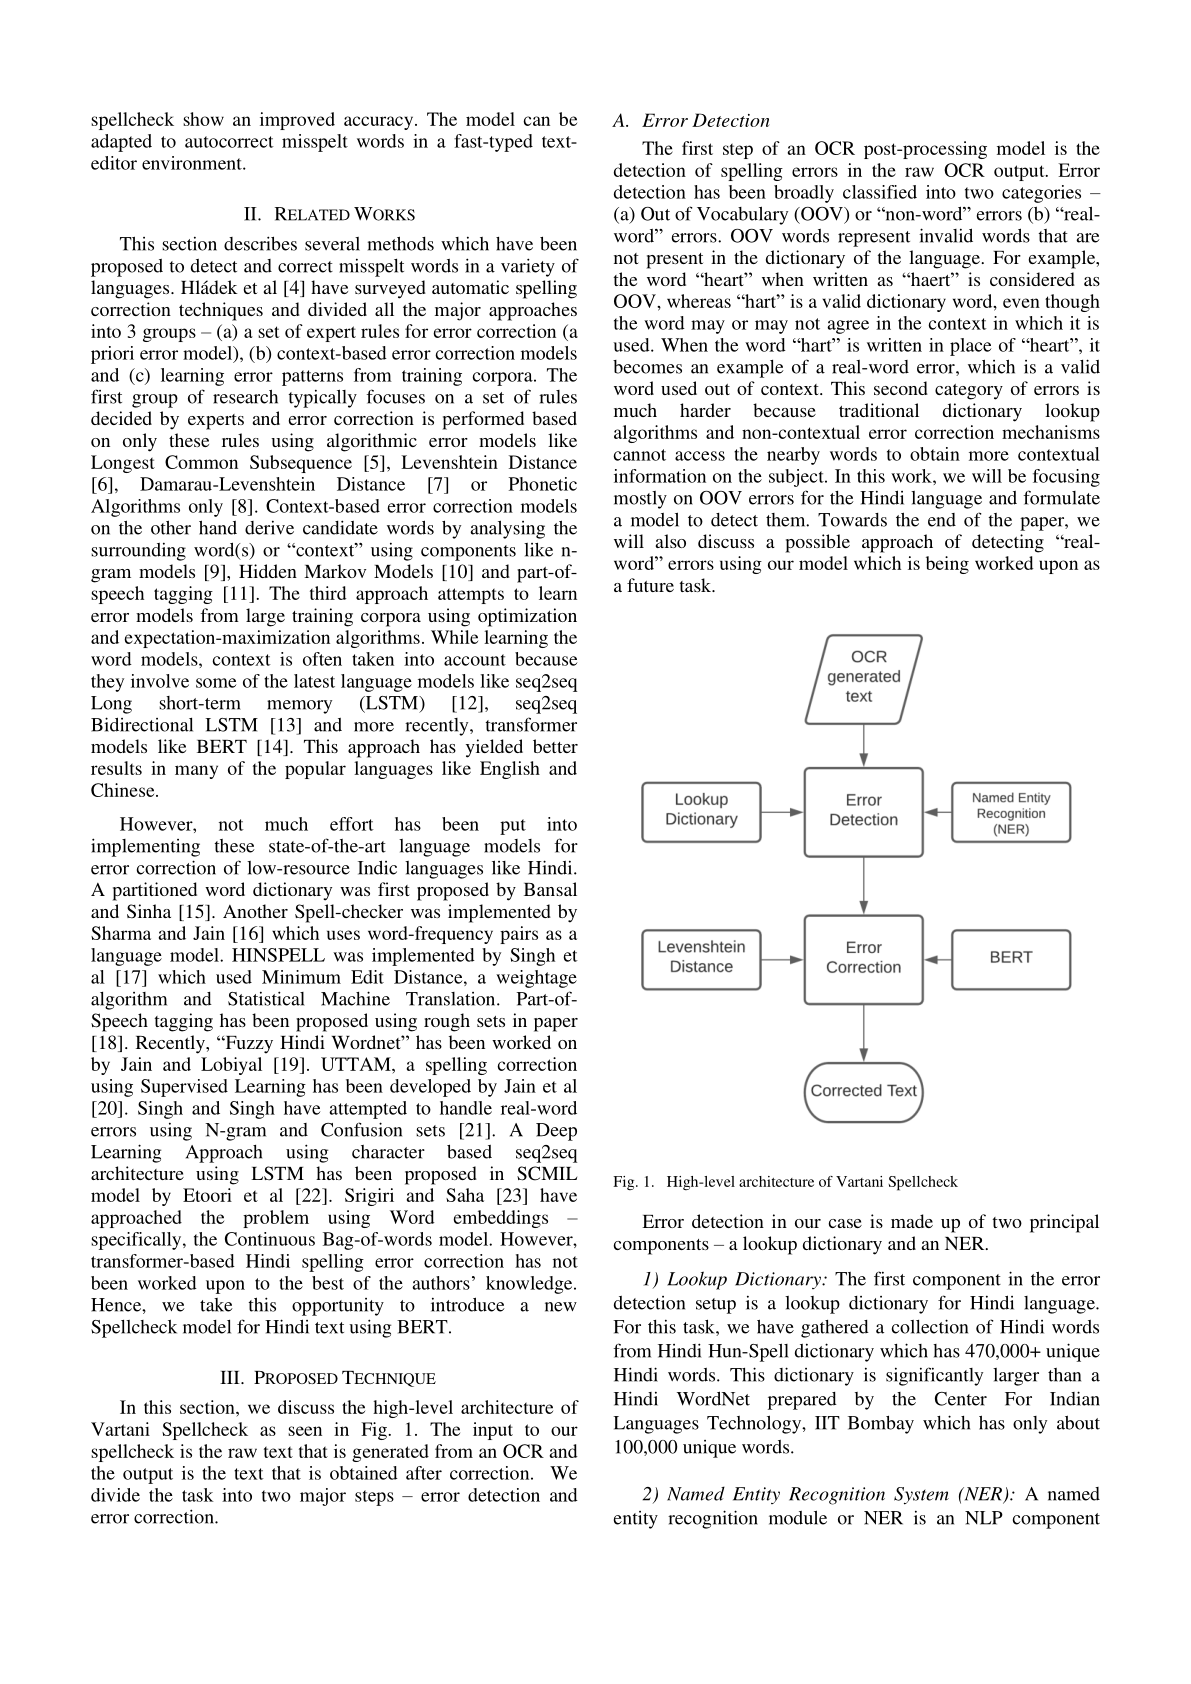 spellcheck show an improved accuracy. The model can be
adapted to autocorrect misspelt words in a fast-typed text-
editor environment.
II. RELATED WORKS
This section describes several methods which have been
proposed to detect and correct misspelt words in a variety of
languages. Hládek et al [4] have surveyed automatic spelling
correction techniques and divided all the major approaches
into 3 groups – (a) a set of expert rules for error correction (a
priori error model), (b) context-based error correction models
and (c) learning error patterns from training corpora. The
first group of research typically focuses on a set of rules
decided by experts and error correction is performed based
on only these rules using algorithmic error models like
Longest Common Subsequence [5], Levenshtein Distance
[6], Damarau-Levenshtein Distance [7] or Phonetic
Algorithms only [8]. Context-based error correction models
on the other hand derive candidate words by analysing the
surrounding word(s) or “context” using components like n-
gram models [9], Hidden Markov Models [10] and part-of-
speech tagging [11]. The third approach attempts to learn
error models from large training corpora using optimization
and expectation-maximization algorithms. While learning the
word models, context is often taken into account because
they involve some of the latest language models like seq2seq
Long short-term memory (LSTM) [12], seq2seq
Bidirectional LSTM [13] and more recently, transformer
models like BERT [14]. This approach has yielded better
results in many of the popular languages like English and
Chinese.
However, not much effort has been put into
implementing these state-of-the-art language models for
error correction of low-resource Indic languages like Hindi.
A partitioned word dictionary was first proposed by Bansal
and Sinha [15]. Another Spell-checker was implemented by
Sharma and Jain [16] which uses word-frequency pairs as a
language model. HINSPELL was implemented by Singh et
al [17] which used Minimum Edit Distance, a weightage
algorithm and Statistical Machine Translation. Part-of-
Speech tagging has been proposed using rough sets in paper
[18]. Recently, “Fuzzy Hindi Wordnet” has been worked on
by Jain and Lobiyal [19]. UTTAM, a spelling correction
using Supervised Learning has been developed by Jain et al
[20]. Singh and Singh have attempted to handle real-word
errors using N-gram and Confusion sets [21]. A Deep
Learning Approach using character based seq2seq
architecture using LSTM has been proposed in SCMIL
model by Etoori et al [22]. Srigiri and Saha [23] have
approached the problem using Word embeddings –
specifically, the Continuous Bag-of-words model. However,
transformer-based Hindi spelling error correction has not
been worked upon to the best of the authors’ knowledge.
Hence, we take this opportunity to introduce a new
Spellcheck model for Hindi text using BERT.
III. PROPOSED TECHNIQUE
In this section, we discuss the high-level architecture of
Vartani Spellcheck as seen in Fig. 1. The input to our
spellcheck is the raw text that is generated from an OCR and
the output is the text that is obtained after correction. We
divide the task into two major steps – error detection and
error correction.
A. Error Detection
The first step of an OCR post-processing model is the
detection of spelling errors in the raw OCR output. Error
detection has been broadly classified into two categories –
(a) Out of Vocabulary (OOV) or “non-word” errors (b) “real-
word” errors. OOV words represent invalid words that are
not present in the dictionary of the language. For example,
the word “heart” when written as “haert” is considered as
OOV, whereas “hart” is a valid dictionary word, even though
the word may or may not agree in the context in which it is
used. When the word “hart” is written in place of “heart”, it
becomes an example of a real-word error, which is a valid
word used out of context. This second category of errors is
much harder because traditional dictionary lookup
algorithms and non-contextual error correction mechanisms
cannot access the nearby words to obtain more contextual
information on the subject. In this work, we will be focusing
mostly on OOV errors for the Hindi language and formulate
a model to detect them. Towards the end of the paper, we
will also discuss a possible approach of detecting “real-
word” errors using our model which is being worked upon as
a future task.
OCR
generated
text
Lookup
Dictionary
Error
Detection
Named Entity
Recognition
(NER)
Levenshtein
Distance
Error
Correction
BERT
Corrected Text
Fig. 1. High-level architecture of Vartani Spellcheck
Error detection in our case is made up of two principal
components – a lookup dictionary and an NER.
1) Lookup Dictionary: The first component in the error
detection setup is a lookup dictionary for Hindi language.
For this task, we have gathered a collection of Hindi words
from Hindi Hun-Spell dictionary which has 470,000+ unique
Hindi words. This dictionary is significantly larger than a
Hindi WordNet prepared by the Center For Indian
Languages Technology, IIT Bombay which has only about
100,000 unique words.
2) Named Entity Recognition System (NER): A named
entity recognition module or NER is an NLP component